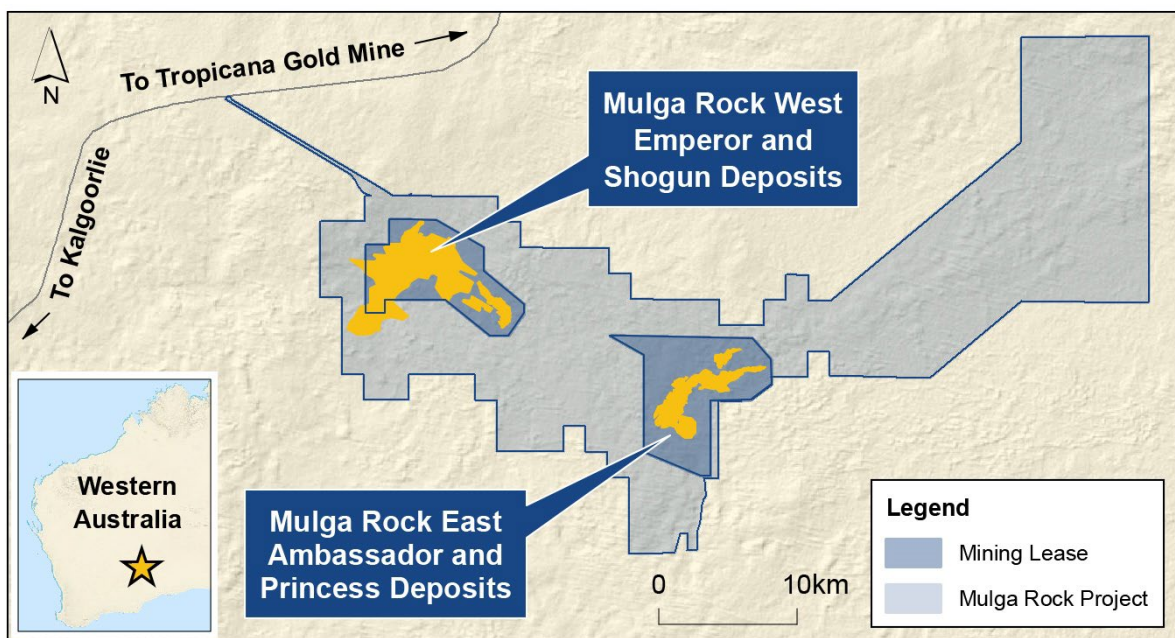 To Tropicana Gold Mine
N
To Kalgoorlie
Mulga Rock West
Emperor and
Shogun Deposits
Western
Australia
Mulga Rock East
Ambassador and
Princess Deposits
0 10km
Legend
Mining Lease
Mulga Rock Project